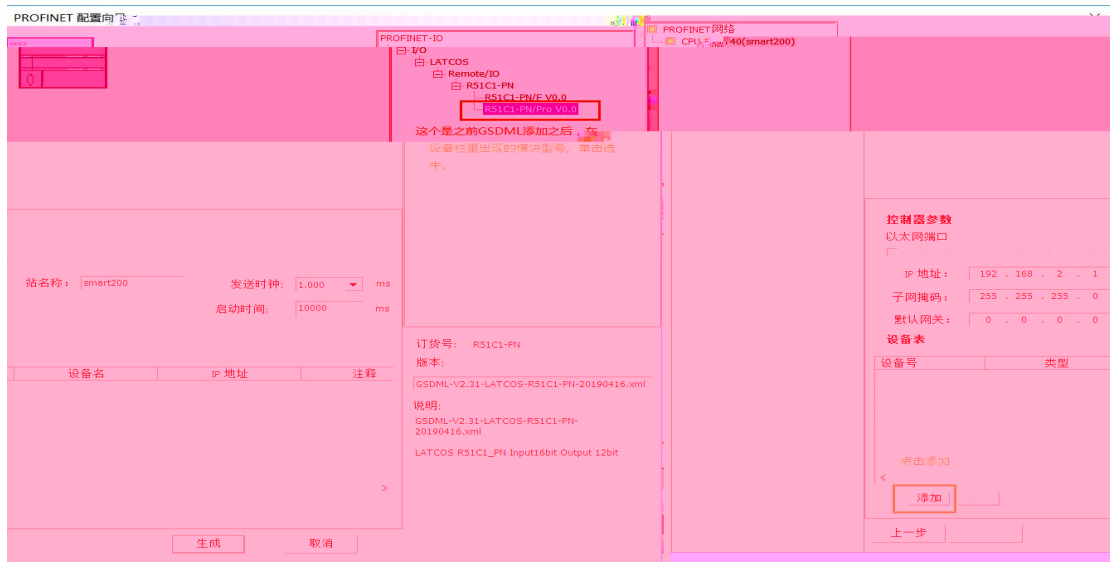 PROFINET 配置向
PROFINET-IO
I/O
LATCOS
Remote/IO
R51C1-PN
R51C1-PN/F V0.0
R51C1-PN/Pro V0.0
这个是之前GSDML添加之后，在
设备栏里出现的模块型号，单击选
中。
PROFINET网络
40(smart200)
站名称： smart200
发送时钟： 1.000 ms
启动时间： 10000 ms
设备名 IP 地址 注释
>
生成 取消
订货号： R51C1-PN
版本：
GSDML-V2.31-LATCOS-R51C1-PN-20190416.xml
说明：
GSDML-V2.31-LATCOS-R51C1-PN-
20190416.xml
LATCOS R51C1_PN Input16bit Output 12bit
控制器参数
以太网端口
IP 地址： 192 . 168 . 2 . 1
子网掩码： 255 . 255 . 255 . 0
默认网关： 0 . 0 . 0 . 0
设备表
设备号 类型
点击添加
<
添加
上一步